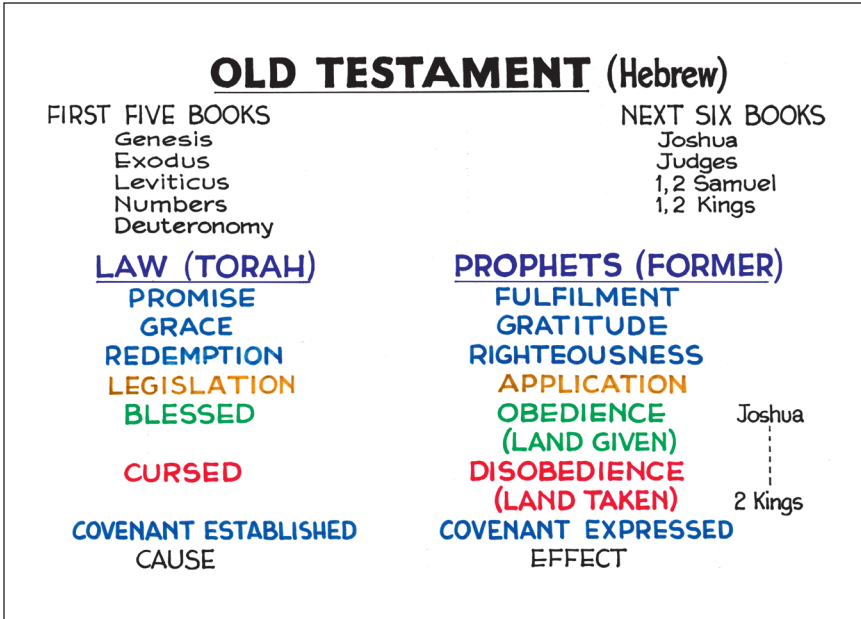 OLD TESTAMENT (Hebrew)
FIRST FIVE BOOKS
Genesis
Exodus
Leviticus
Numbers
Deuteronomy
NEXT SIX BOOKS
Joshua
Judges
1,2 Samuel
1,2 Kings
LAW (TORAH)
PROMISE
GRACE
REDEMPTION
LEGISLATION
BLESSED
CURSED
COVENANT ESTABLISHED
CAUSE
PROPHETS (FORMER)
FULFILMENT
GRATITUDE
RIGHTEOUSNESS
APPLICATION
OBEDIENCE
(LAND GIVEN)
DISOBEDIENCE
(LAND TAKEN)
COVENANT EXPRESSED
EFFECT
Joshua
2 Kings